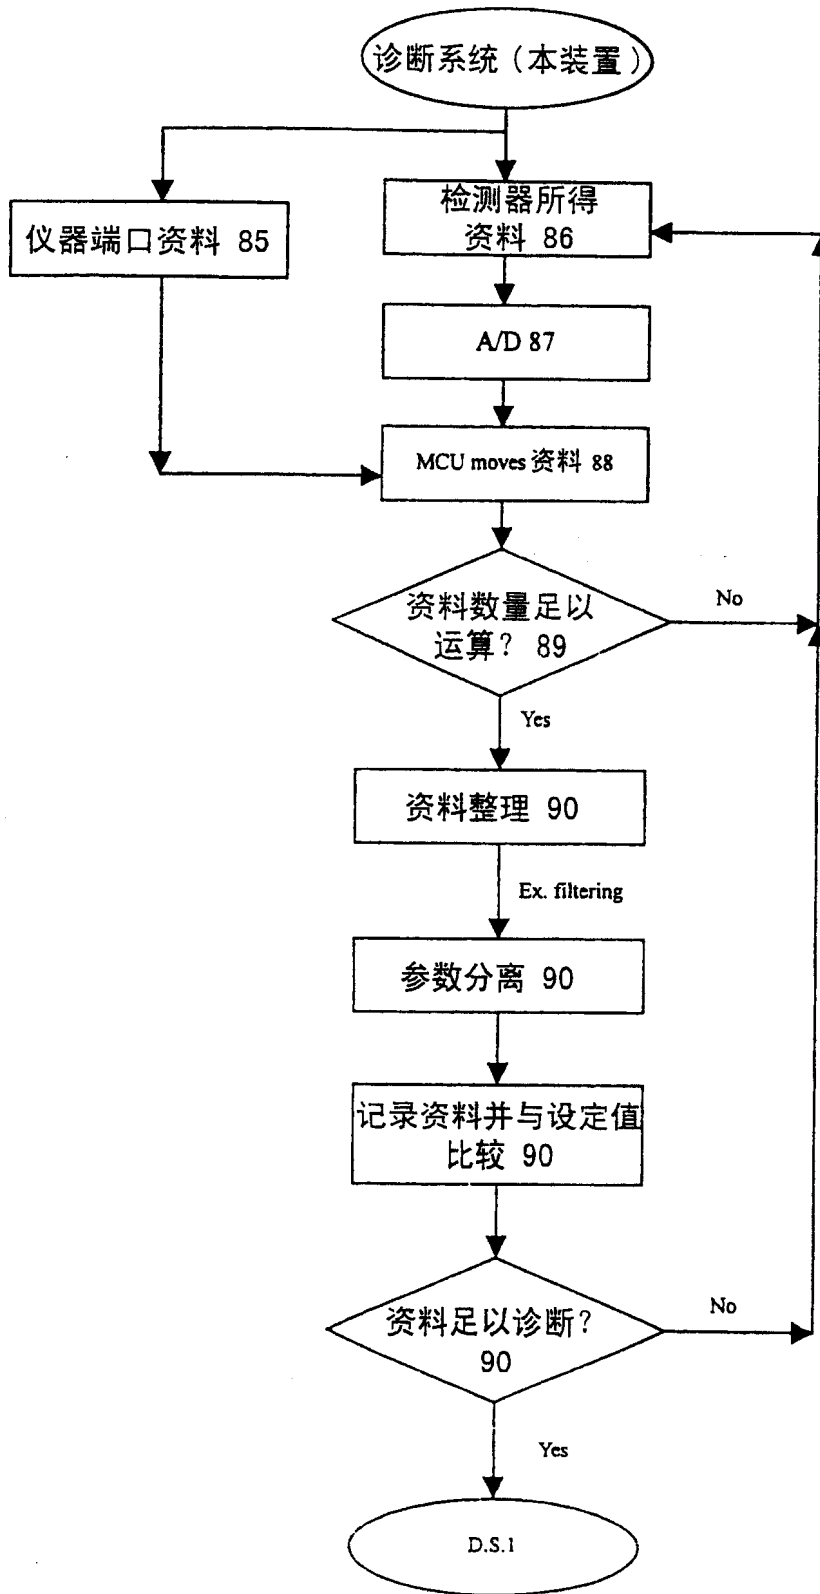 诊断系统（本装置）
仪器端口资料 85
检测器所得
资料 86
A/D 87
MCU moves 资料 88
资料数量足以
运算？ 89
No
Yes
资料整理 90
Ex. filtering
参数分离 90
记录资料并与设定值
比较 90
资料足以诊断？
90
No
Yes
D.S.1